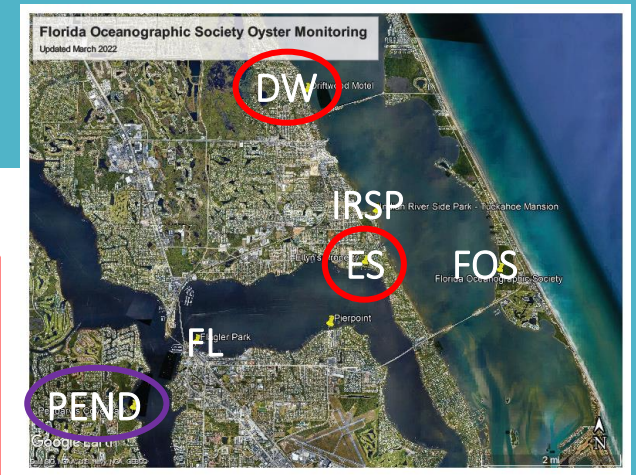 Florida Oceanographic Society Oyster Monitoring
Updated March 2022
DW
Driftwood Motel
IRSP
River Side Park - Tuckahoe Mansion
ES
FOS
Florida Oceanographic Society
Pierpoint
FL
Flagler Park
PEND
Google Earth
N
2 mi